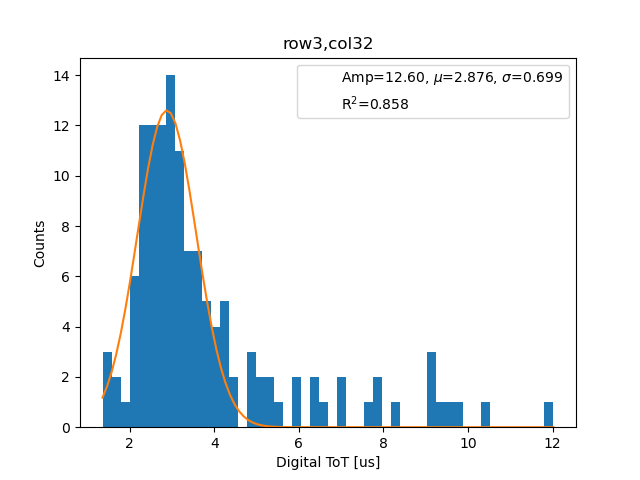 row3,col32
Amp=12.60, μ=2.876, σ=0.699
R²=0.858
14
12
10
8
6
4
2
0
Counts
2 4 6 8 10 12
Digital ToT [us]